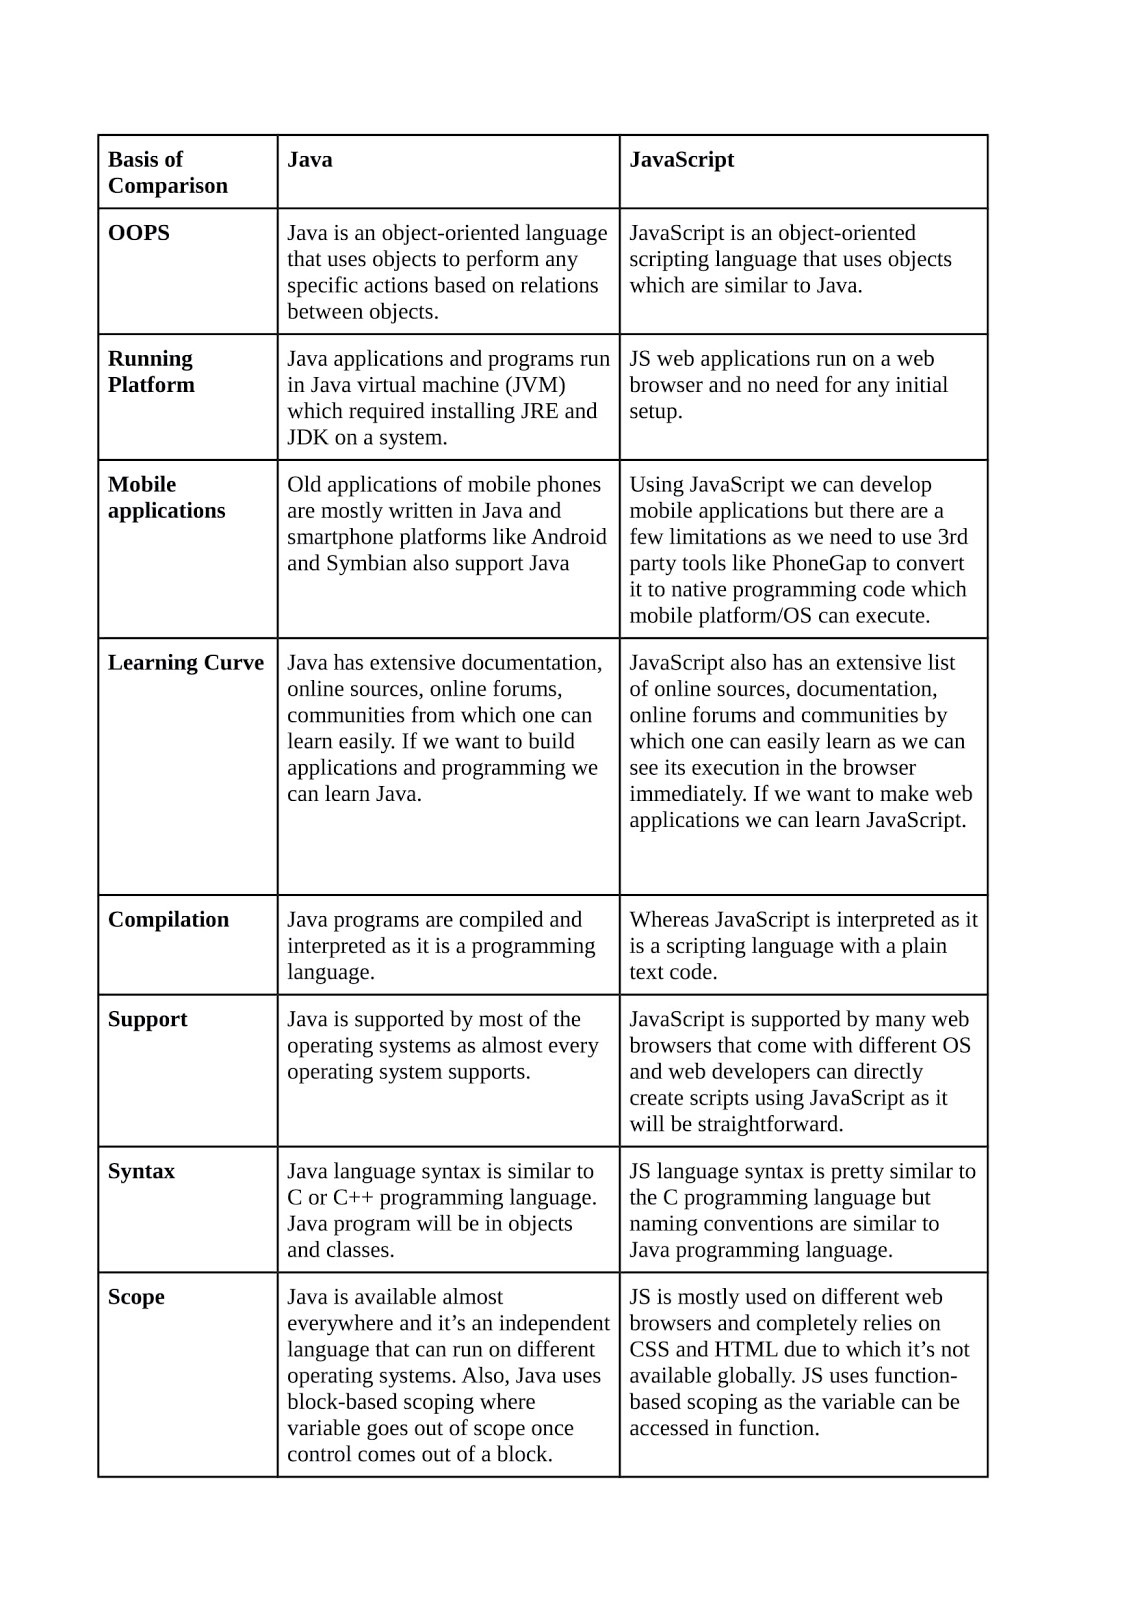 Basis of
Comparison
Java
JavaScript
OOPS
Java is an object-oriented language
that uses objects to perform any
specific actions based on relations
between objects.
JavaScript is an object-oriented
scripting language that uses objects
which are similar to Java.
Running
Platform
Java applications and programs run
in Java virtual machine (JVM)
which required installing JRE and
JDK on a system.
JS web applications run on a web
browser and no need for any initial
setup.
Mobile
applications
Old applications of mobile phones
are mostly written in Java and
smartphone platforms like Android
and Symbian also support Java
Using JavaScript we can develop
mobile applications but there are a
few limitations as we need to use 3rd
party tools like PhoneGap to convert
it to native programming code which
mobile platform/OS can execute.
Learning Curve
Java has extensive documentation,
online sources, online forums,
communities from which one can
learn easily. If we want to build
applications and programming we
can learn Java.
JavaScript also has an extensive list
of online sources, documentation,
online forums and communities by
which one can easily learn as we can
see its execution in the browser
immediately. If we want to make web
applications we can learn JavaScript.
Compilation
Java programs are compiled and
interpreted as it is a programming
language.
Whereas JavaScript is interpreted as it
is a scripting language with a plain
text code.
Support
Java is supported by most of the
operating systems as almost every
operating system supports.
JavaScript is supported by many web
browsers that come with different OS
and web developers can directly
create scripts using JavaScript as it
will be straightforward.
Syntax
Java language syntax is similar to
C or C++ programming language.
Java program will be in objects
and classes.
JS language syntax is pretty similar to
the C programming language but
naming conventions are similar to
Java programming language.
Scope
Java is available almost
everywhere and it’s an independent
language that can run on different
operating systems. Also, Java uses
block-based scoping where
variable goes out of scope once
control comes out of a block.
JS is mostly used on different web
browsers and completely relies on
CSS and HTML due to which it’s not
available globally. JS uses function-
based scoping as the variable can be
accessed in function.